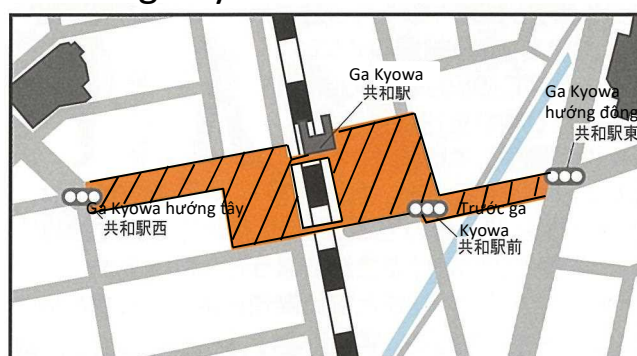 Ga Kyowa
共和駅
Ga Kyowa
hướng đông
共和駅東
Ga Kyowa hướng tây
共和駅西
Trước ga
Kyowa
共和駅前